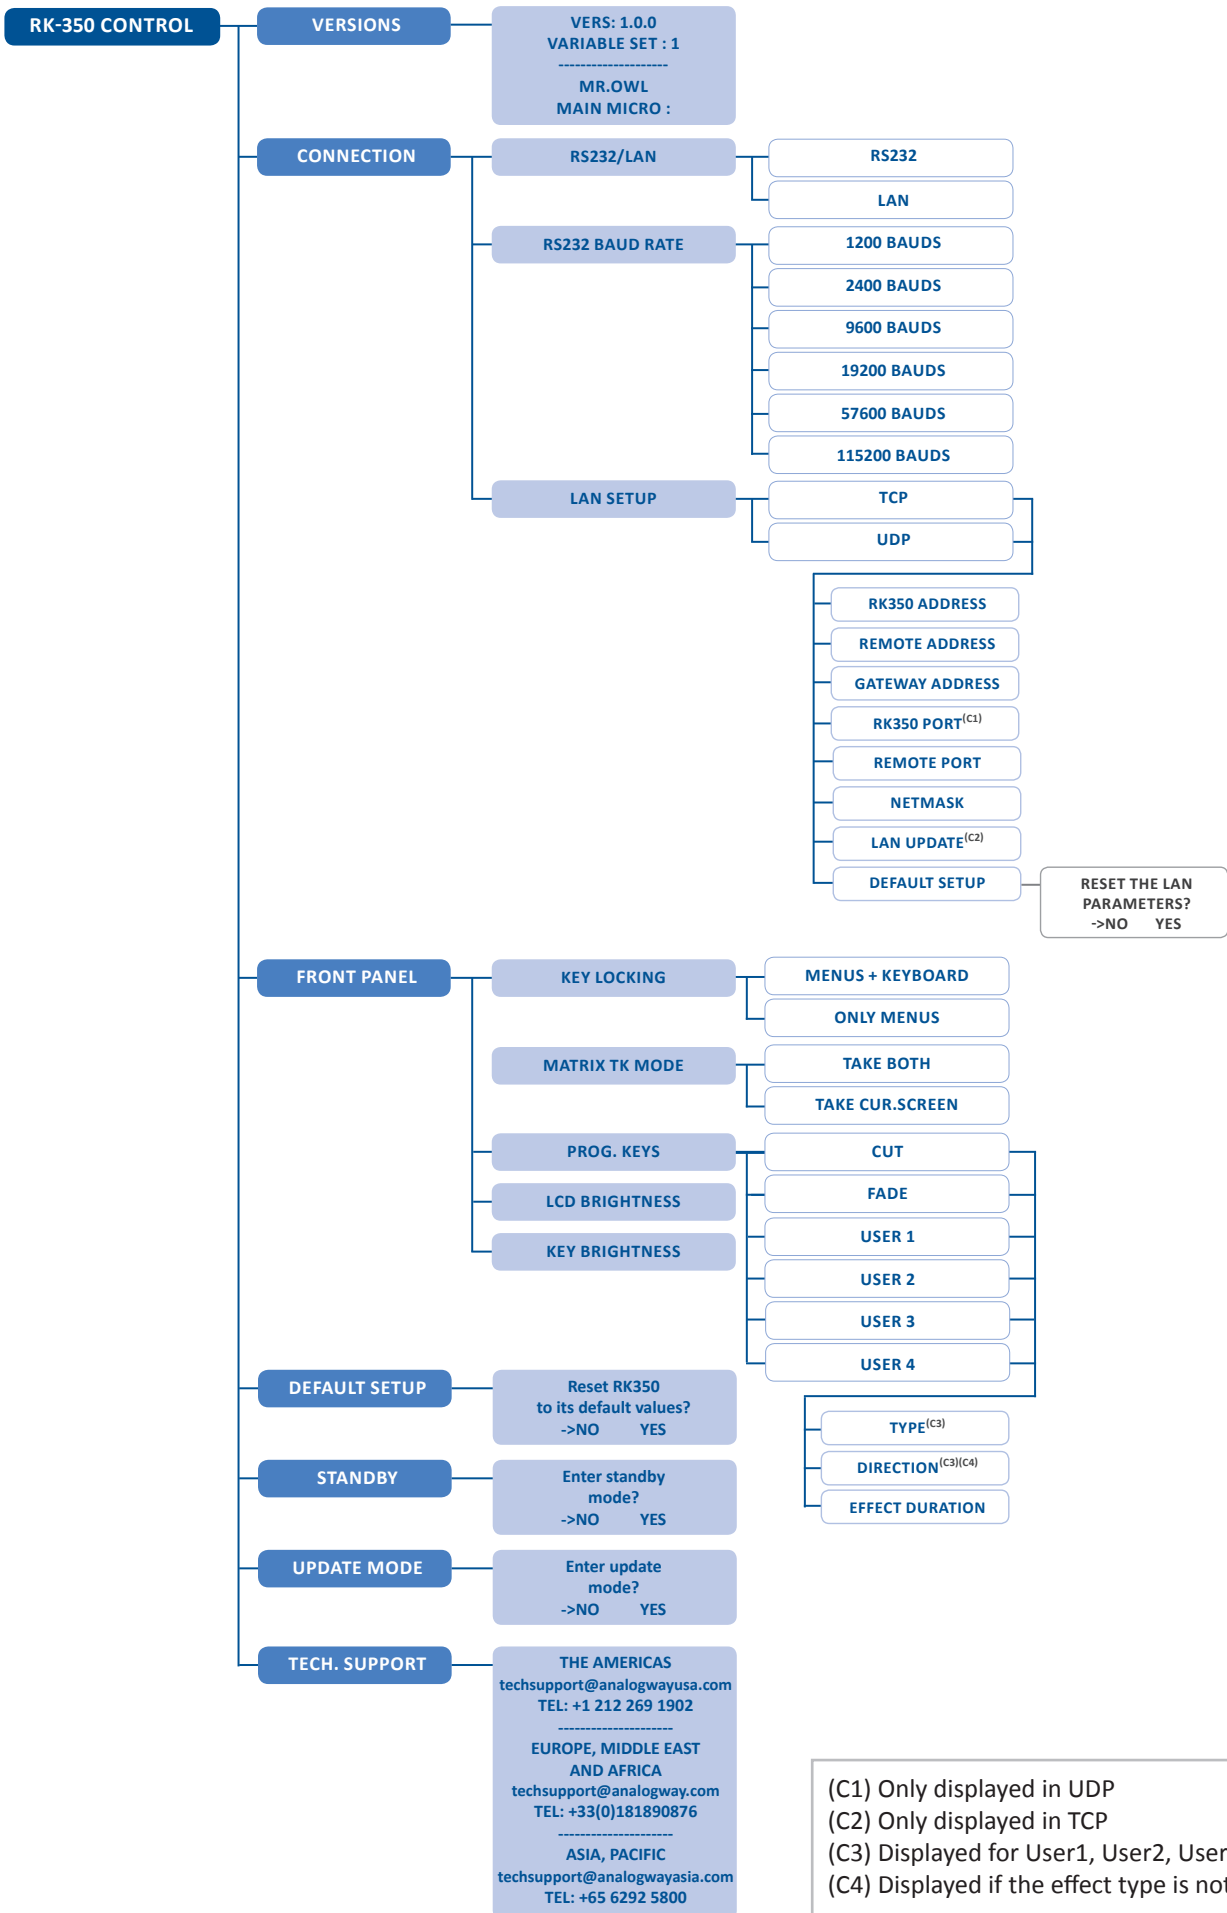 RK-350 CONTROL
VERSIONS
VERS: 1.0.0
VARIABLE SET : 1
--------------------
MR.OWL
MAIN MICRO :
CONNECTION
RS232/LAN
RS232
LAN
RS232 BAUD RATE
1200 BAUDS
2400 BAUDS
9600 BAUDS
19200 BAUDS
57600 BAUDS
115200 BAUDS
LAN SETUP
TCP
UDP
RK350 ADDRESS
REMOTE ADDRESS
GATEWAY ADDRESS
RK350 PORT(C1)
REMOTE PORT
NETMASK
LAN UPDATE(C2)
DEFAULT SETUP
RESET THE LAN
PARAMETERS?
->NO YES
FRONT PANEL
KEY LOCKING
MENUS + KEYBOARD
ONLY MENUS
MATRIX TK MODE
TAKE BOTH
TAKE CUR.SCREEN
PROG. KEYS
CUT
FADE
USER 1
USER 2
USER 3
USER 4
LCD BRIGHTNESS
KEY BRIGHTNESS
TYPE(C3)
DIRECTION(C3)(C4)
EFFECT DURATION
DEFAULT SETUP
Reset RK350
to its default values?
->NO YES
STANDBY
Enter standby
mode?
->NO YES
UPDATE MODE
Enter update
mode?
->NO YES
TECH. SUPPORT
THE AMERICAS
techsupport@analogwayusa.com
TEL: +1 212 269 1902
---------------------
EUROPE, MIDDLE EAST
AND AFRICA
techsupport@analogway.com
TEL: +33(0)181890876
---------------------
ASIA, PACIFIC
techsupport@analogwayasia.com
TEL: +65 6292 5800
(C1) Only displayed in UDP
(C2) Only displayed in TCP
(C3) Displayed for User1, User2, User
(C4) Displayed if the effect type is not